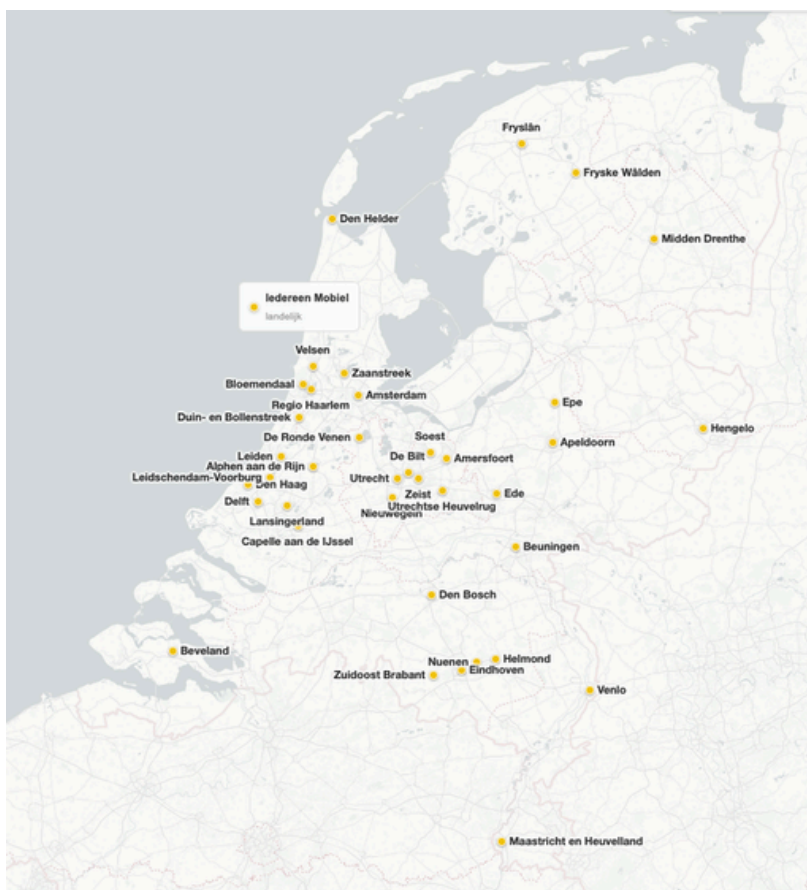 Fryslân
Fryske Wâlden
Den Helder
Midden Drenthe
Iedereen Mobiel
landelijk
Velsen
Zaanstreek
Bloemendaal
Amsterdam
Regio Haarlem
Epe
Duin- en Bollenstreek
Hengelo
De Ronde Venen
Soest
Apeldoorn
Leiden
De Bilt
Amersfoort
Alphen aan de Rijn
Leidschendam-Voorburg
Utrecht
Den Haag
Zeist
Ede
Delft
Utrechtse Heuvelrug
Nieuwegein
Lansingerland
Capelle aan de IJssel
Beuningen
Den Bosch
Beveland
Nuenen
Helmond
Eindhoven
Zuidoost Brabant
Venlo
Maastricht en Heuvelland